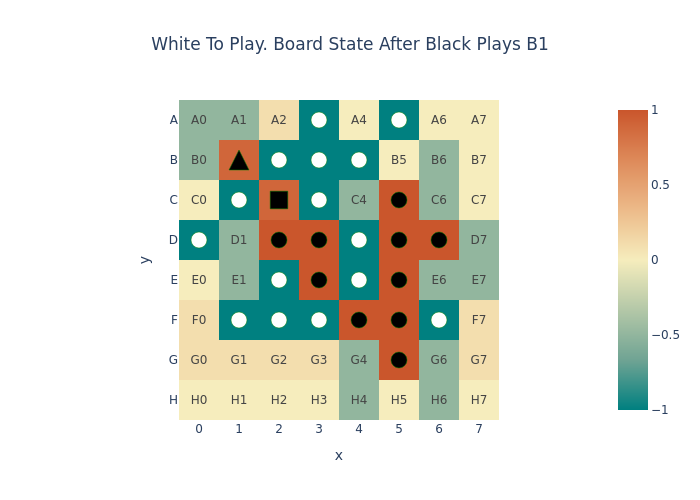 White To Play. Board State After Black Plays B1
A A0 A1 A2 A4 A6 A7
B B0 B5 B6 B7
C C0 C4 C6 C7
D D1 D7
E E0 E1 E6 E7
F F0 F7
G G0 G1 G2 G3 G4 G6 G7
H H0 H1 H2 H3 H4 H5 H6 H7
0 1 2 3 4 5 6 7
x
y
1
0.5
0
−0.5
−1